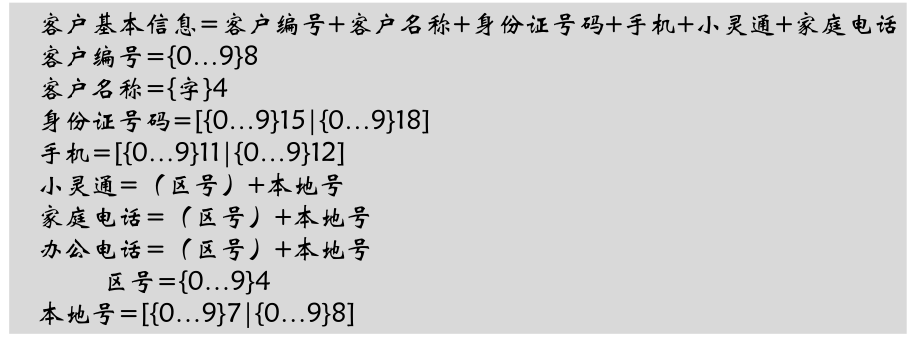 客户基本信息=客户编号+客户名称+身份证号码+手机+小灵通+家庭电话
客户编号={0…9}8
客户名称={字}4
身份证号码=[{0…9}15|{0…9}18]
手机=[{0…9}11|{0…9}12]
小灵通=（区号）+本地号
家庭电话=（区号）+本地号
办公电话=（区号）+本地号
区号={0…9}4
本地号=[{0…9}7|{0…9}8]